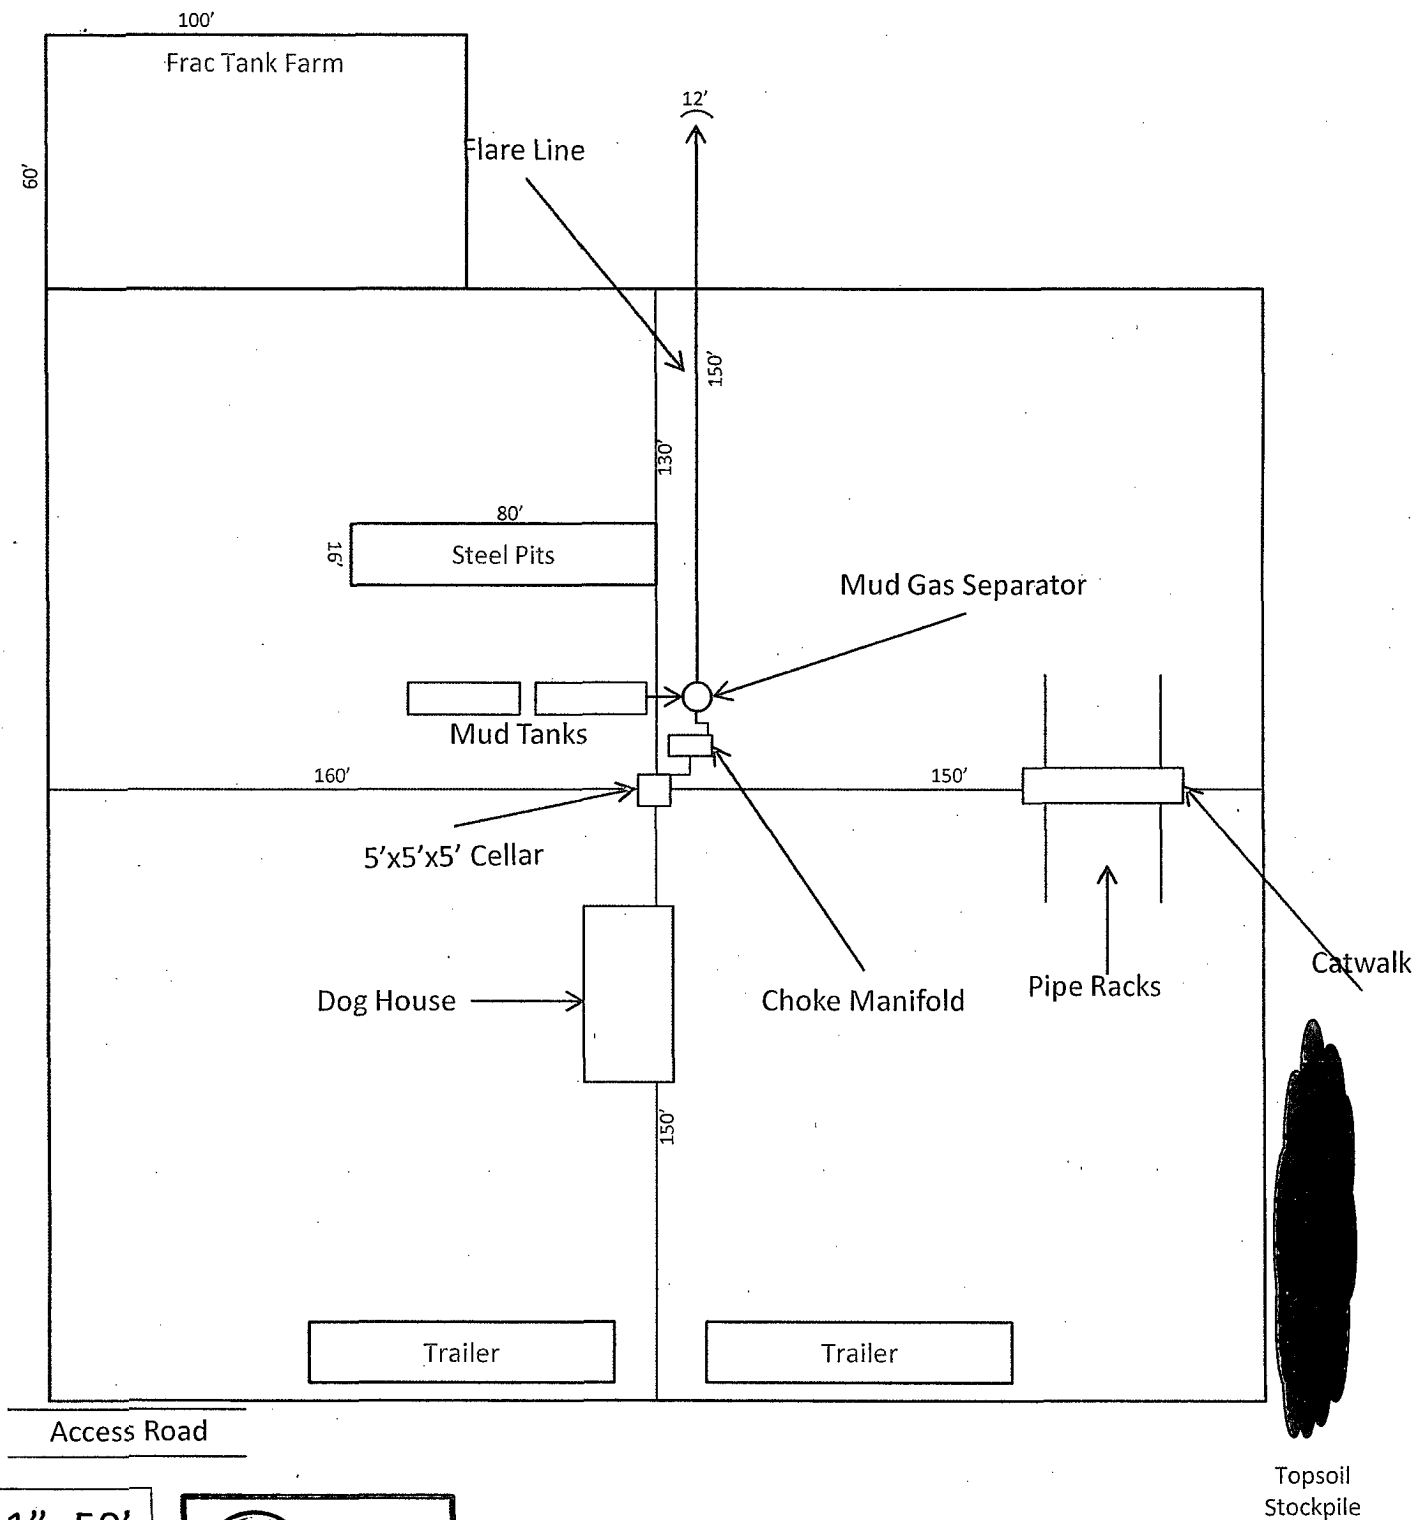 100'
Frac Tank Farm
60'
12'
Flare Line
150'
130'
80'
16'
Steel Pits
Mud Gas Separator
Mud Tanks
160'
150'
5'x5'x5' Cellar
Catwalk
Dog House
Choke Manifold
Pipe Racks
150'
Trailer
Trailer
Access Road
Topsoil
Stockpile